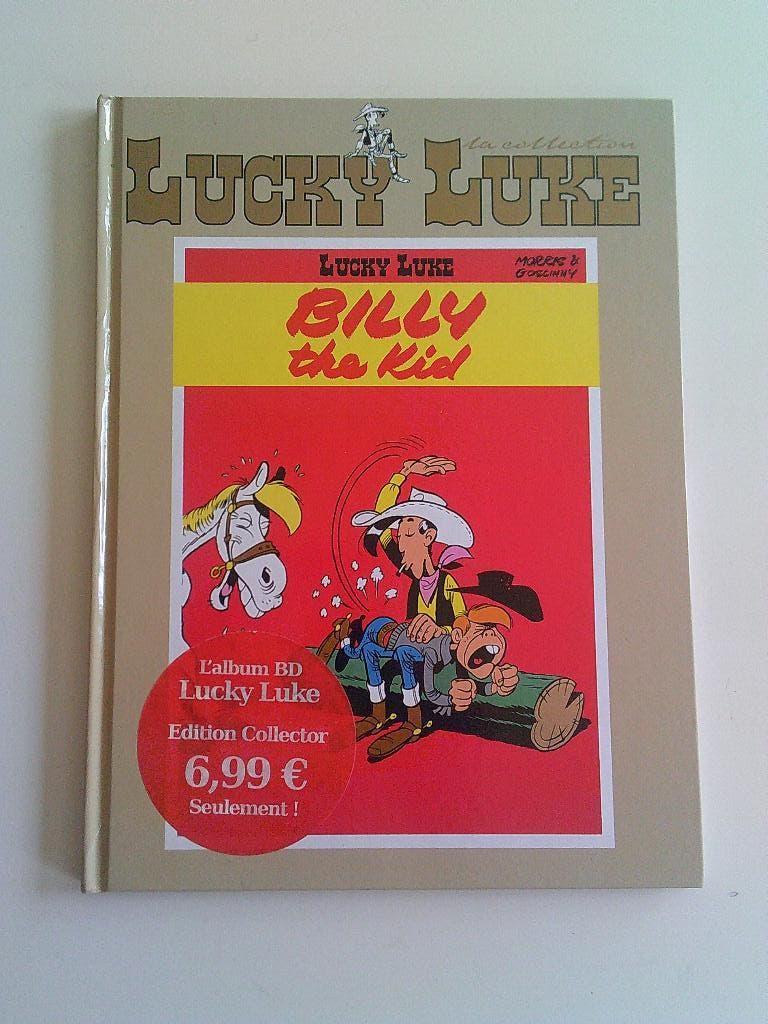 la collection
LUCKY LUKE
LUCKY LUKE
MORRIS &
GOSCINNY
BILLY
the Kid
L'album BD
Lucky Luke
Edition Collector
6,99 €
Seulement !